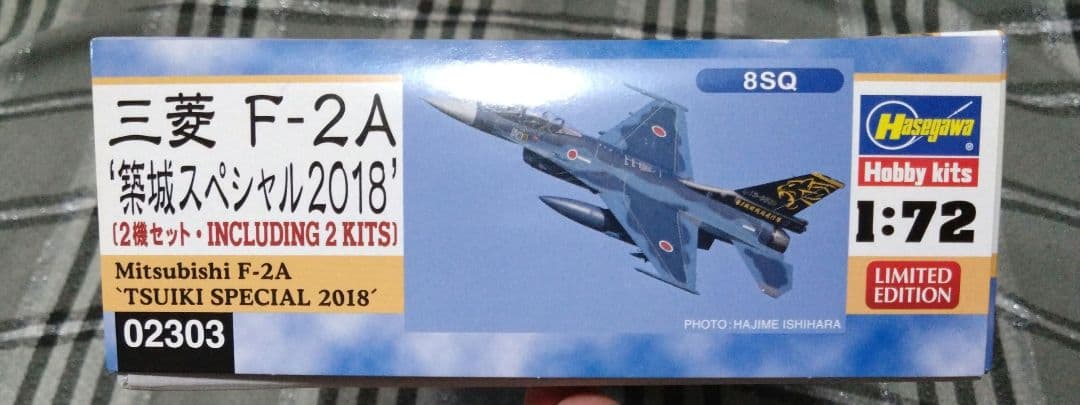 三菱 F-2A
‘築城スペシャル2018’
(2機セット・INCLUDING 2 KITS)
Mitsubishi F-2A
`TSUIKI SPECIAL 2018´
02303
8SQ
PHOTO:HAJIME ISHIHARA
Hasegawa®
Hobby kits
1:72
LIMITED
EDITION